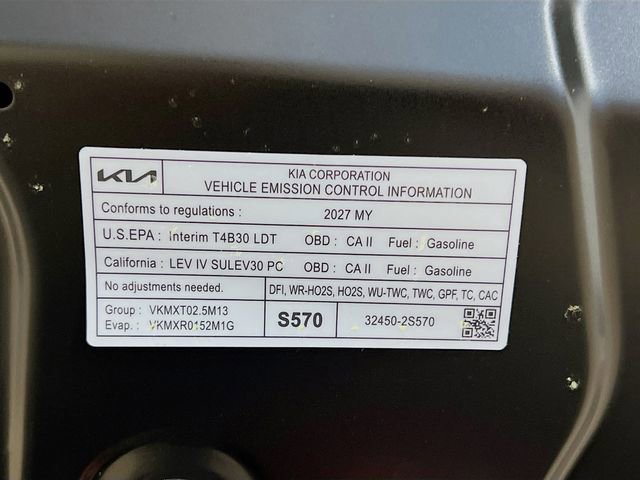 KIA
KIA CORPORATION
VEHICLE EMISSION CONTROL INFORMATION
Conforms to regulations : 2027 MY
U.S.EPA : Interim T4B30 LDT OBD : CA II Fuel : Gasoline
California : LEV IV SULEV30 PC OBD : CA II Fuel : Gasoline
No adjustments needed. DFI, WR-HO2S, HO2S, WU-TWC, TWC, GPF, TC, CAC
Group : VKMXT02.5M13
Evap. : VKMXR0152M1G
S570
32450-2S570